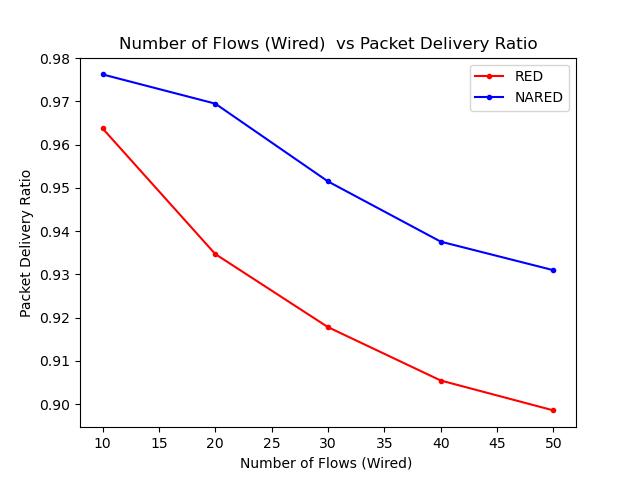 Number of Flows (Wired)  vs Packet Delivery Ratio
RED
NARED
Packet Delivery Ratio
0.98
0.97
0.96
0.95
0.94
0.93
0.92
0.91
0.90
10 15 20 25 30 35 40 45 50
Number of Flows (Wired)